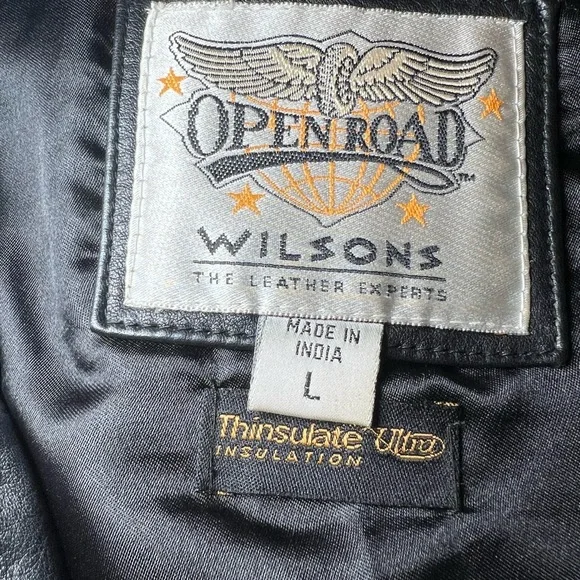 OPEN ROAD ™
WILSONS
THE LEATHER EXPERTS
MADE IN
INDIA
L
Thinsulate Ultra
INSULATION